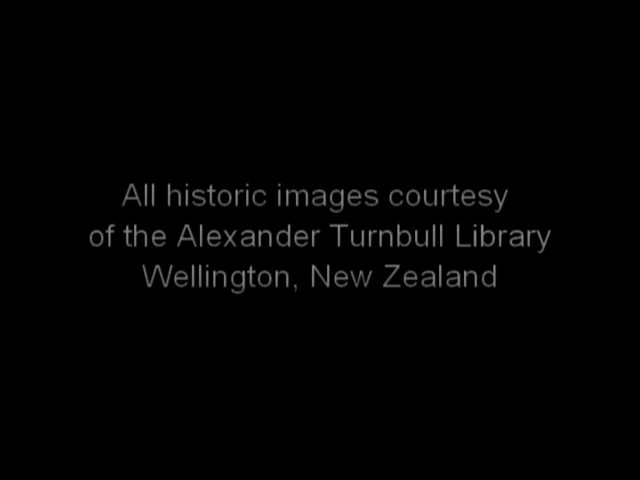 All historic images courtesy
of the Alexander Turnbull Library
Wellington, New Zealand